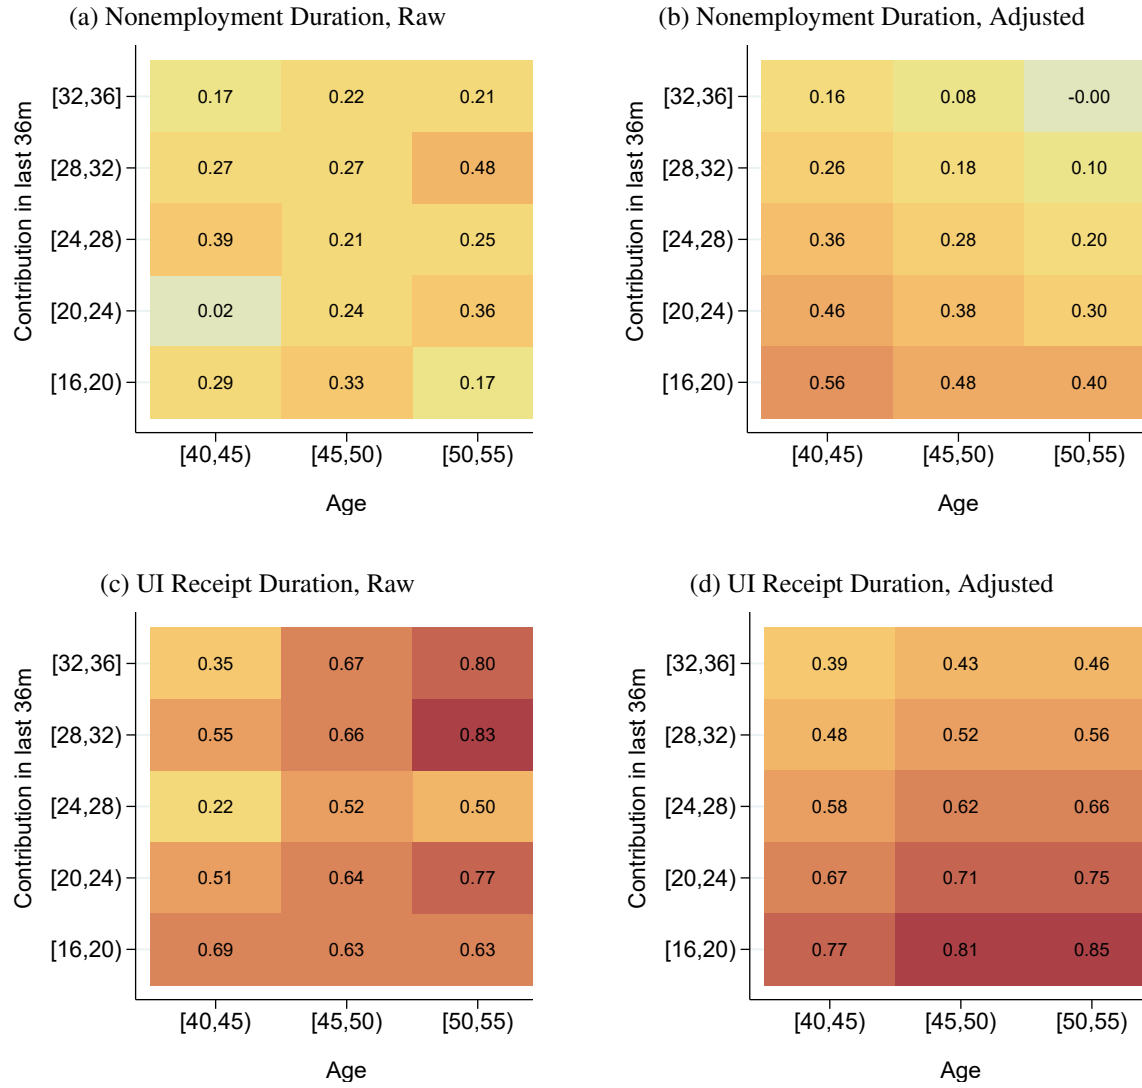 (a) Nonemployment Duration, Raw
Contribution in last 36m
[32,36] 0.17 0.22 0.21
[28,32) 0.27 0.27 0.48
[24,28) 0.39 0.21 0.25
[20,24) 0.02 0.24 0.36
[16,20) 0.29 0.33 0.17
[40,45) [45,50) [50,55)
Age
(b) Nonemployment Duration, Adjusted
Contribution in last 36m
[32,36] 0.16 0.08 -0.00
[28,32) 0.26 0.18 0.10
[24,28) 0.36 0.28 0.20
[20,24) 0.46 0.38 0.30
[16,20) 0.56 0.48 0.40
[40,45) [45,50) [50,55)
Age
(c) UI Receipt Duration, Raw
Contribution in last 36m
[32,36] 0.35 0.67 0.80
[28,32) 0.55 0.66 0.83
[24,28) 0.22 0.52 0.50
[20,24) 0.51 0.64 0.77
[16,20) 0.69 0.63 0.63
[40,45) [45,50) [50,55)
Age
(d) UI Receipt Duration, Adjusted
Contribution in last 36m
[32,36] 0.39 0.43 0.46
[28,32) 0.48 0.52 0.56
[24,28) 0.58 0.62 0.66
[20,24) 0.67 0.71 0.75
[16,20) 0.77 0.81 0.85
[40,45) [45,50) [50,55)
Age